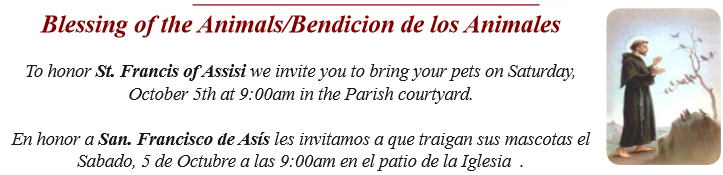 Blessing of the Animals/Bendicion de los Animales
To honor St. Francis of Assisi we invite you to bring your pets on Saturday,
October 5th at 9:00am in the Parish courtyard.
En honor a San. Francisco de Asís les invitamos a que traigan sus mascotas el
Sabado, 5 de Octubre a las 9:00am en el patio de la Iglesia .